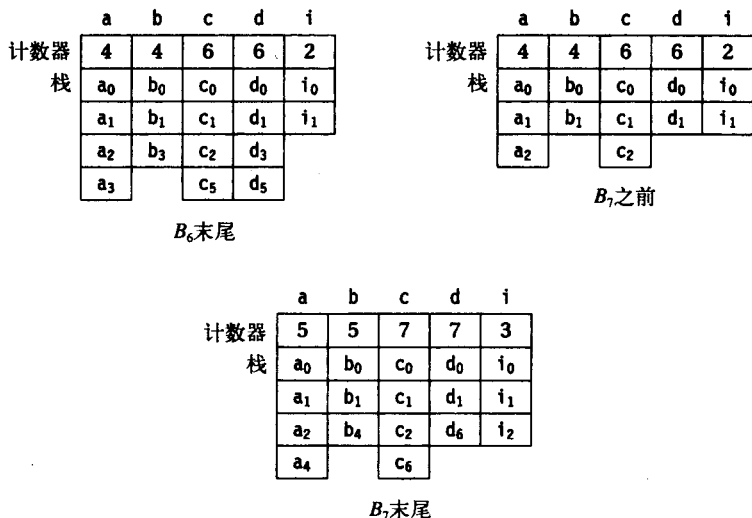 a b c d i
计数器 4 4 6 6 2
栈 a₀ b₀ c₀ d₀ i₀
a₁ b₁ c₁ d₁ i₁
a₂ b₃ c₂ d₃
a₃ c₅ d₅
B₆末尾
a b c d i
计数器 4 4 6 6 2
栈 a₀ b₀ c₀ d₀ i₀
a₁ b₁ c₁ d₁ i₁
a₂ c₂
B₇之前
a b c d i
计数器 5 5 7 7 3
栈 a₀ b₀ c₀ d₀ i₀
a₁ b₁ c₁ d₁ i₁
a₂ b₄ c₂ d₆ i₂
a₄ c₆
B₇末尾